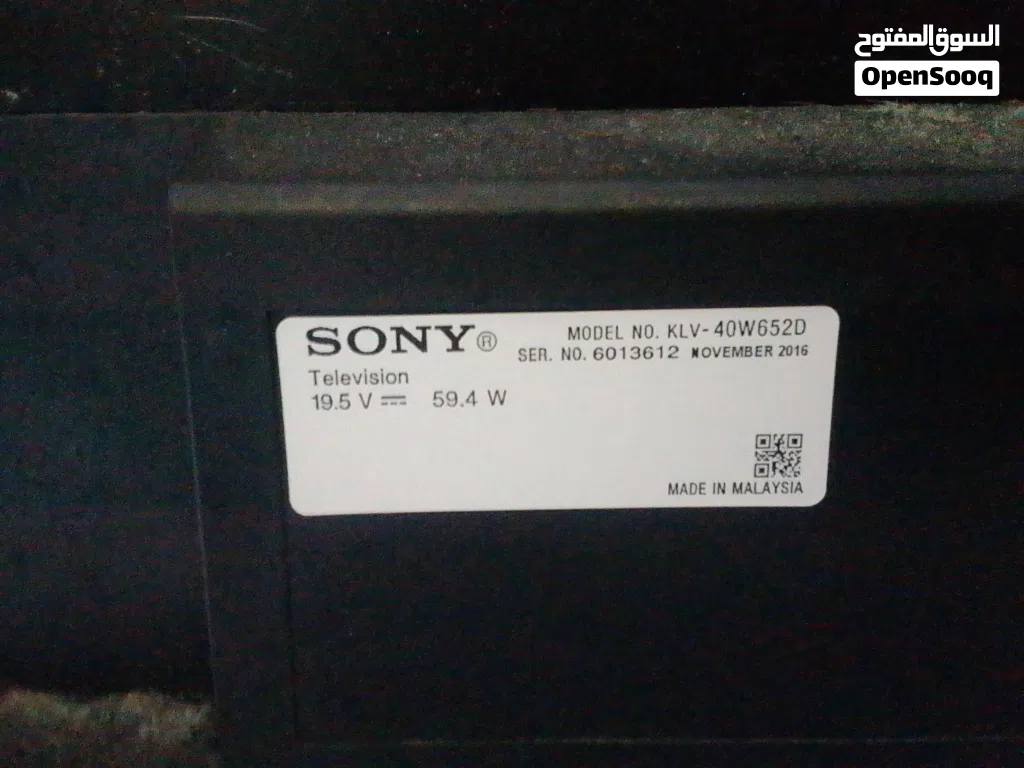 السوق المفتوح
OpenSooq
SONY® MODEL NO. KLV-40W652D
SER. NO. 6013612 NOVEMBER 2016
Television
19.5 V ⎓ 59.4 W
MADE IN MALAYSIA